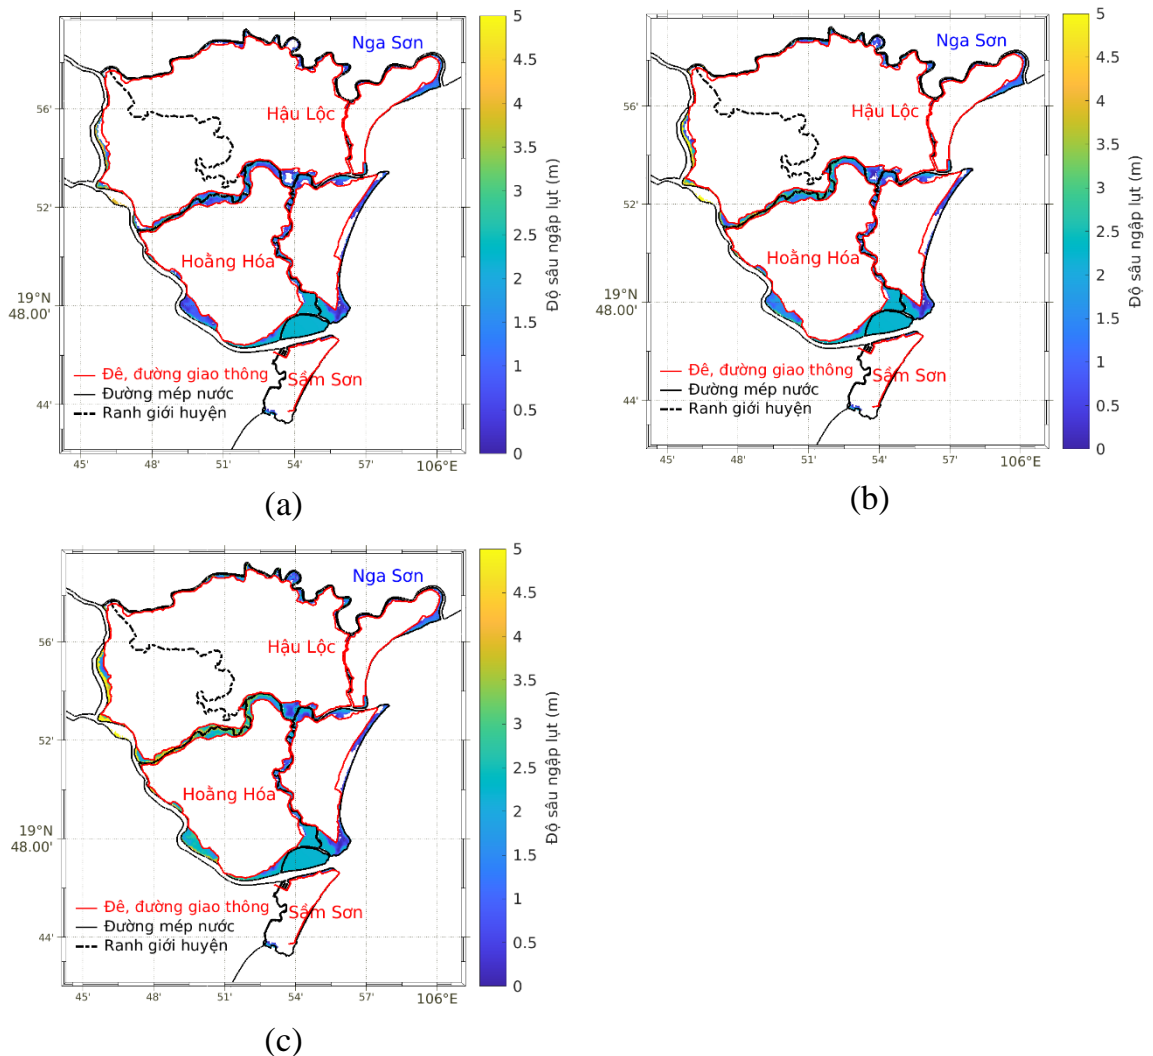 Nga Sơn
Hậu Lộc
Hoằng Hóa
Sầm Sơn
Đê, đường giao thông
Đường mép nước
Ranh giới huyện
56'
52'
19°N
48.00'
44'
45'
48'
51'
54'
57'
106°E
5
4.5
4
3.5
3
2.5
2
1.5
1
0.5
0
Độ sâu ngập lụt (m)
(a)
Nga Sơn
Hậu Lộc
Hoằng Hóa
Sầm Sơn
Đê, đường giao thông
Đường mép nước
Ranh giới huyện
56'
52'
19°N
48.00'
44'
45'
48'
51'
54'
57'
106°E
5
4.5
4
3.5
3
2.5
2
1.5
1
0.5
0
Độ sâu ngập lụt (m)
(b)
Nga Sơn
Hậu Lộc
Hoằng Hóa
Sầm Sơn
Đê, đường giao thông
Đường mép nước
Ranh giới huyện
56'
52'
19°N
48.00'
44'
45'
48'
51'
54'
57'
106°E
5
4.5
4
3.5
3
2.5
2
1.5
1
0.5
0
Độ sâu ngập lụt (m)
(c)